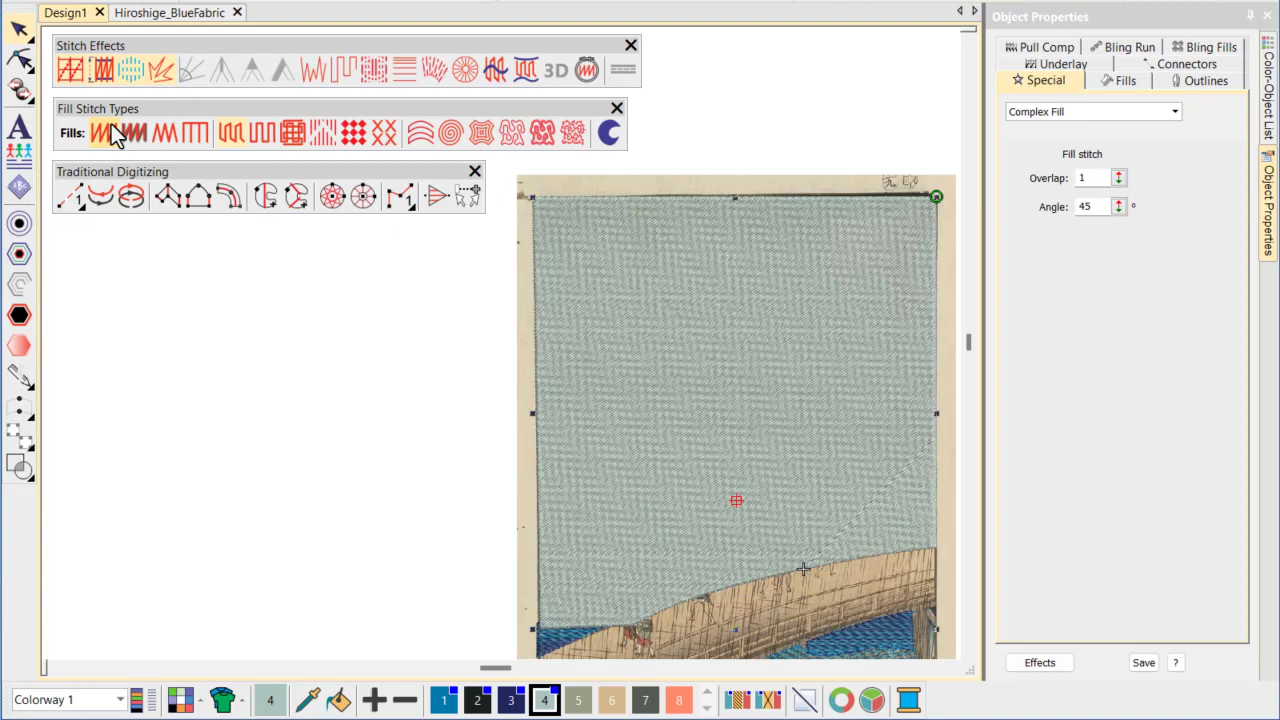 Design1
Hiroshige_BlueFabric
Stitch Effects
3D
Fill Stitch Types
Fills:
Traditional Digitizing
A
Object Properties
Pull Comp
Bling Run
Bling Fills
Underlay
Connectors
Special
Fills
Outlines
Complex Fill
Fill stitch
Overlap: 1
Angle: 45 °
Effects
Save
?
Color-Object List
Object Properties
Colorway 1
4
1
2
3
4
5
6
7
8